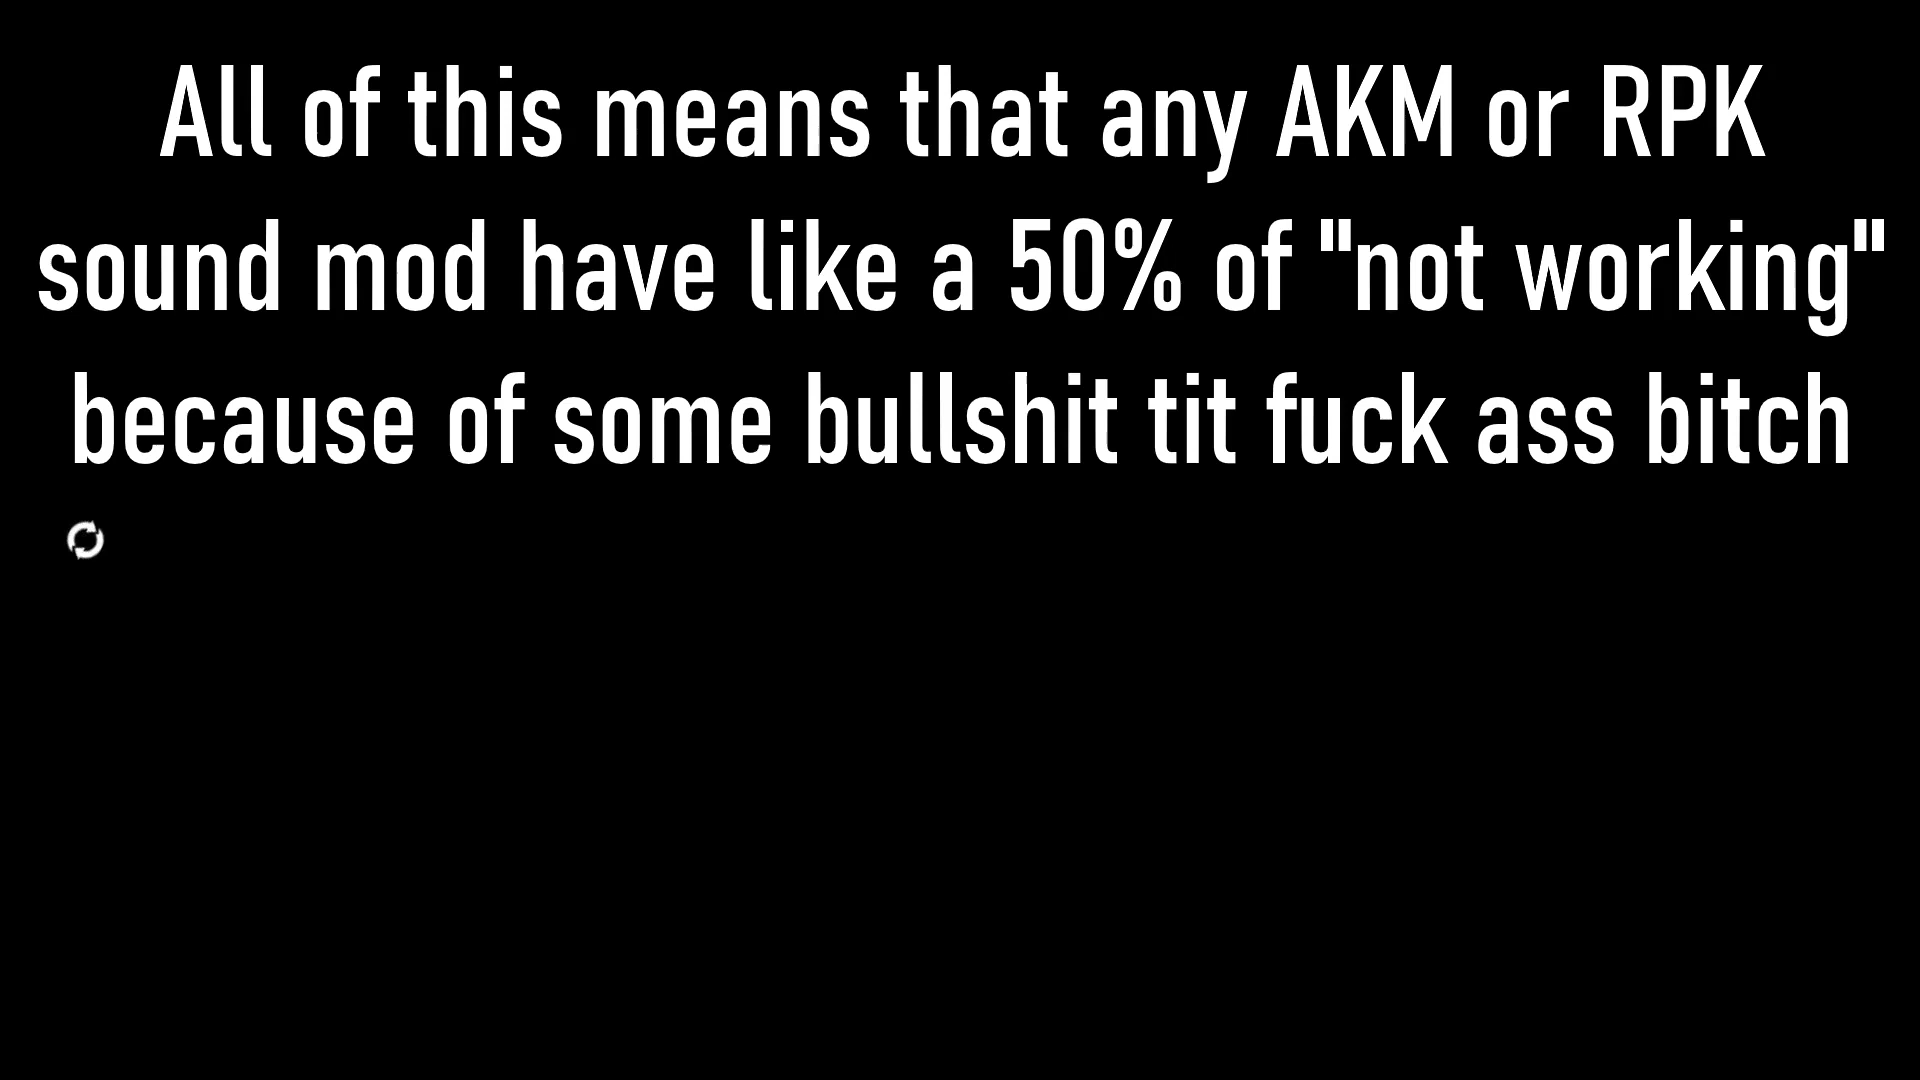 All of this means that any AKM or RPK
sound mod have like a 50% of "not working"
because of some bullshit tit fuck ass bitch